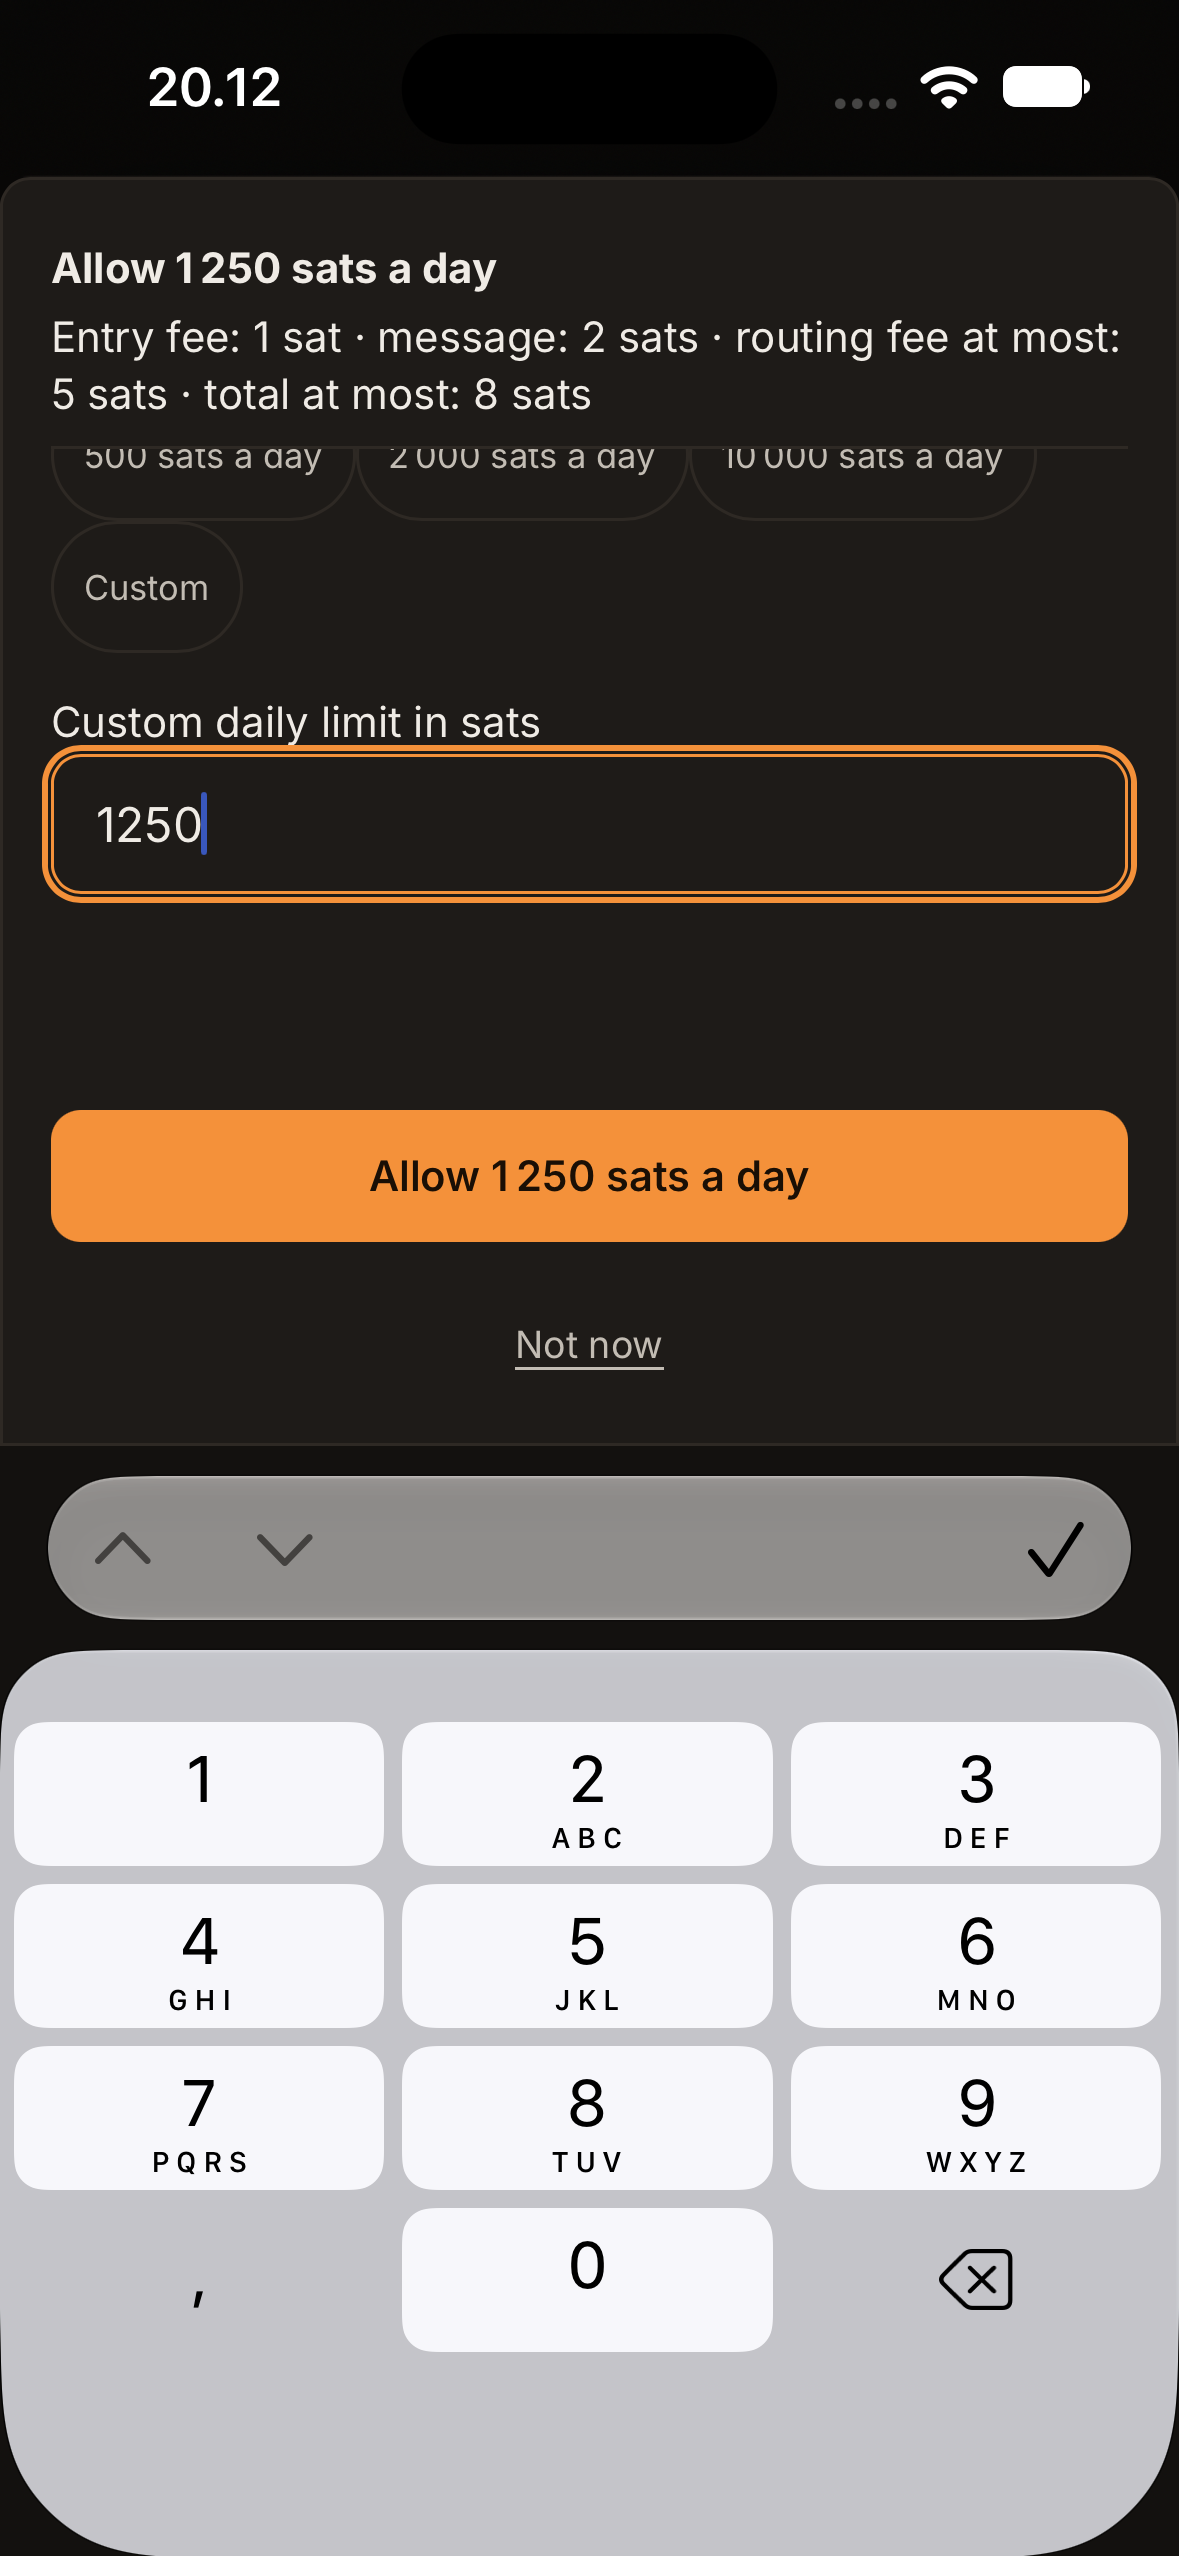 20.12
Allow 1 250 sats a day
Entry fee: 1 sat · message: 2 sats · routing fee at most:
5 sats · total at most: 8 sats
500 sats a day 2 000 sats a day 10 000 sats a day
Custom
Custom daily limit in sats
1250
Allow 1 250 sats a day
Not now
1 2 3
ABC DEF
4 5 6
GHI JKL MNO
7 8 9
PQRS TUV WXYZ
, 0